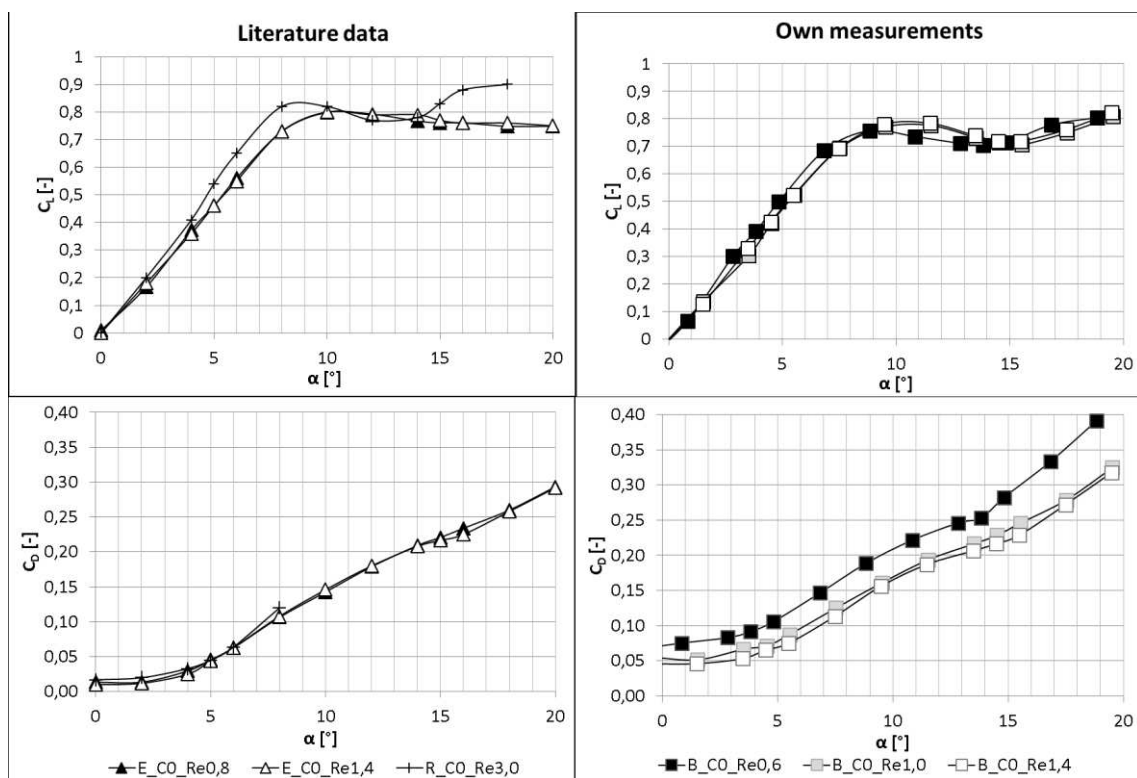 Literature data
Own measurements
1
0,9
0,8
0,7
0,6
0,5
0,4
0,3
0,2
0,1
0
C_L [-]
0 5 10 15 20
α [°]
1
0,9
0,8
0,7
0,6
0,5
0,4
0,3
0,2
0,1
0
C_L [-]
0 5 10 15 20
α [°]
0,40
0,35
0,30
0,25
0,20
0,15
0,10
0,05
0,00
C_D [-]
0 5 10 15 20
α [°]
E_C0_Re0,8 E_C0_Re1,4 R_C0_Re3,0
0,40
0,35
0,30
0,25
0,20
0,15
0,10
0,05
0,00
C_D [-]
0 5 10 15 20
α [°]
B_C0_Re0,6 B_C0_Re1,0 B_C0_Re1,4